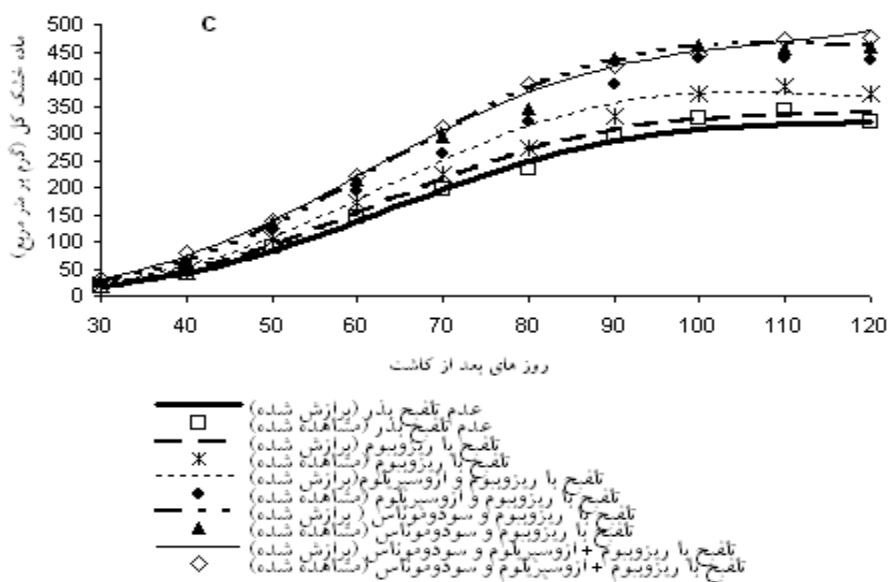 C
500
450
400
350
300
250
200
150
100
50
0
ماده خشک کل (گرم بر متر مربع)
30 40 50 60 70 80 90 100 110 120
روز های بعد از کاشت
عدم تلقیح بذر (برازش شده)
عدم تلقیح بذر (مشاهده شده)
تلقیح با ریزوبیوم (برازش شده)
تلقیح با ریزوبیوم (مشاهده شده)
تلقیح با ریزوبیوم و ازوسپریلوم(برازش شده)
تلقیح با ریزوبیوم و ازوسپریلوم (مشاهده شده)
تلقیح با ریزوبیوم و سودوموناس (برازش شده)
تلقیح با ریزوبیوم و سودوموناس (مشاهده شده)
تلقیح با ریزوبیوم + ازوسپریلوم و سودوموناس (برازش شده)
تلقیح با ریزوبیوم + ازوسپریلوم و سودوموناس (مشاهده شده)